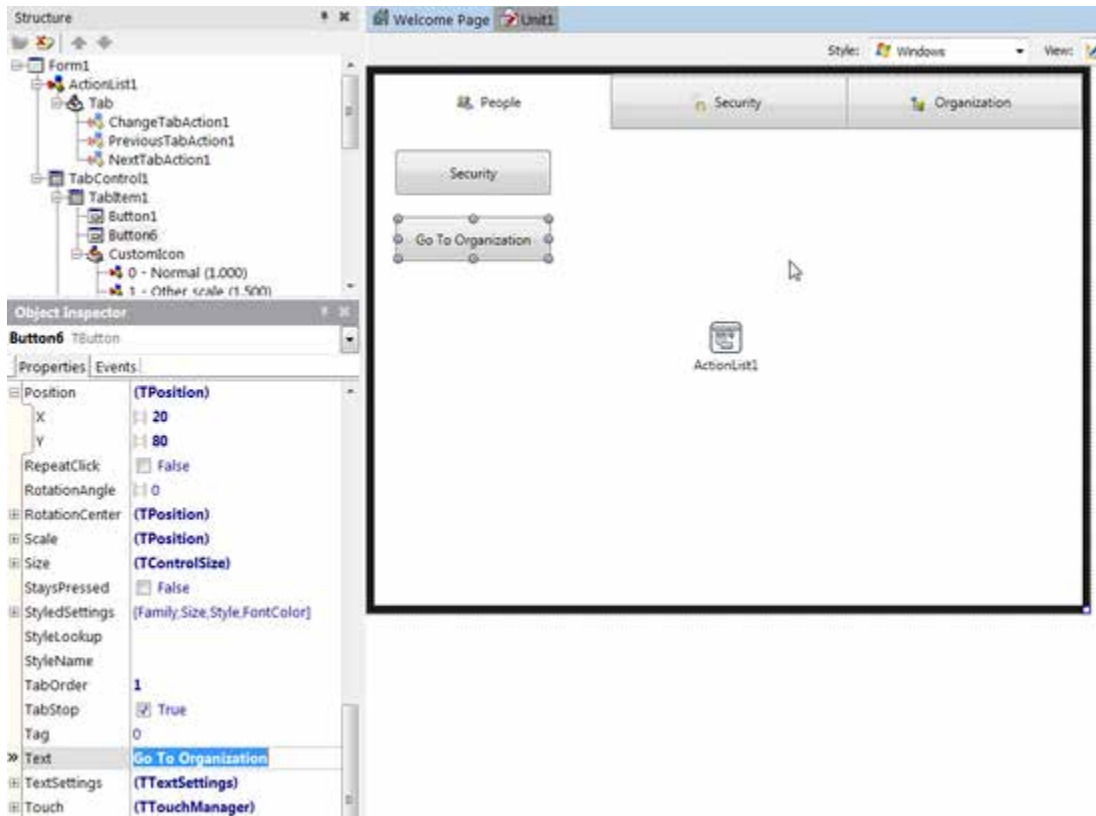 Structure
Form1
ActionList1
Tab
ChangeTabAction1
PreviousTabAction1
NextTabAction1
TabControl1
TabItem1
Button1
Button6
CustomIcon
0 - Normal (1.000)
1 - Other scale (1.500)
Object Inspector
Button6 TButton
Properties Events
Position (TPosition)
X 20
Y 80
RepeatClick False
RotationAngle 0
RotationCenter (TPosition)
Scale (TPosition)
Size (TControlSize)
StaysPressed False
StyledSettings [Family,Size,Style,FontColor]
StyleLookup
StyleName
TabOrder 1
TabStop True
Tag 0
Text Go To Organization
TextSettings (TTextSettings)
Touch (TTouchManager)
Welcome Page Unit1
Style: Windows View:
People Security Organization
Security
Go To Organization
ActionList1